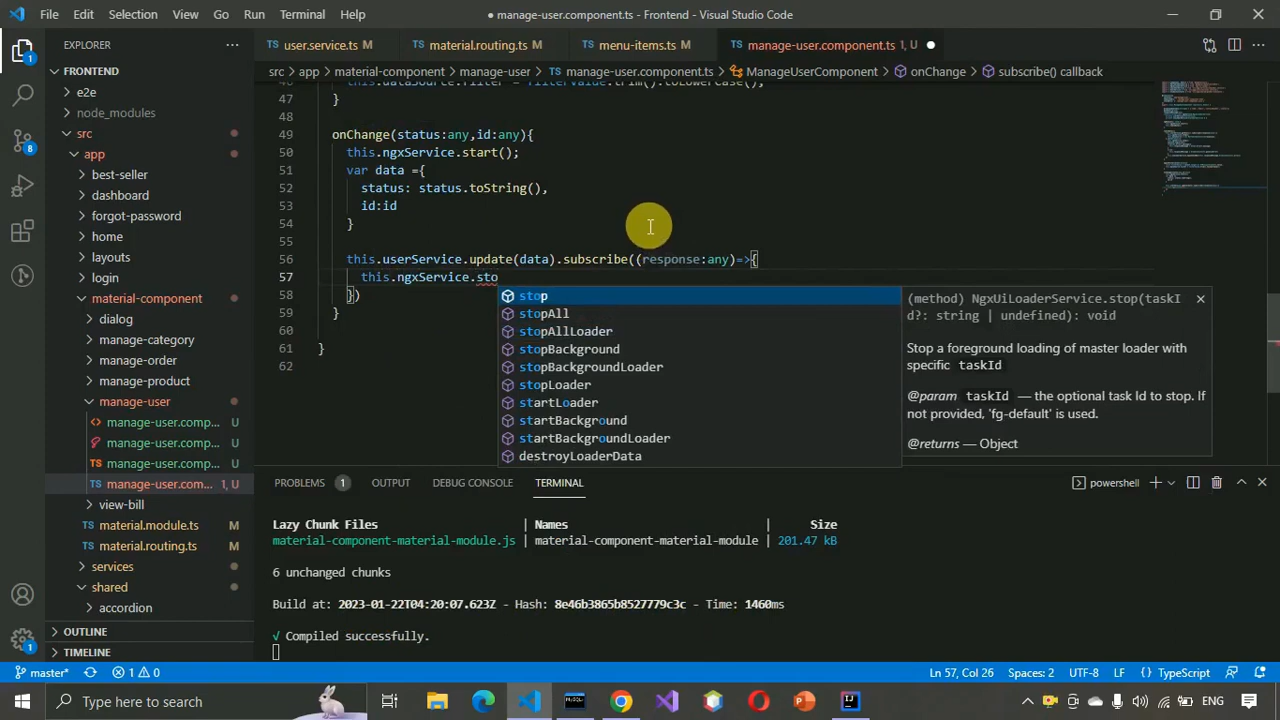 File Edit Selection View Go Run Terminal Help
● manage-user.component.ts - Frontend - Visual Studio Code
EXPLORER
user.service.ts M
material.routing.ts M
menu-items.ts M
manage-user.component.ts 1, U
FRONTEND
src > app > material-component > manage-user > manage-user.component.ts > ManageUserComponent > onChange > subscribe() callback
e2e
node_modules
src
app
best-seller
dashboard
forgot-password
home
layouts
login
material-component
dialog
manage-category
manage-order
manage-product
manage-user
manage-user.comp... U
manage-user.comp... U
manage-user.comp... U
manage-user.com... 1, U
view-bill
material.module.ts M
material.routing.ts M
services
shared
accordion
OUTLINE
TIMELINE
this.dataSource.filter = filterValue.trim().toLowerCase();
47 }
48
49 onChange(status:any,id:any){
50 this.ngxService.start();
51 var data ={
52 status: status.toString(),
53 id:id
54 }
55
56 this.userService.update(data).subscribe((response:any)=>{
57 this.ngxService.sto
58 })
59 }
60
61 }
62
stop
stopAll
stopAllLoader
stopBackground
stopBackgroundLoader
stopLoader
startLoader
startBackground
startBackgroundLoader
destroyLoaderData
(method) NgxUiLoaderService.stop(taskI
d?: string | undefined): void
Stop a foreground loading of master loader with
specific taskId
@param taskId — the optional task Id to stop. If
not provided, 'fg-default' is used.
@returns — Object
PROBLEMS 1 OUTPUT DEBUG CONSOLE TERMINAL
powershell
Lazy Chunk Files | Names | Size
material-component-material-module.js | material-component-material-module | 201.47 kB
6 unchanged chunks
Build at: 2023-01-22T04:20:07.623Z - Hash: 8e46b3865b8527779c3c - Time: 1460ms
√ Compiled successfully.
1
8
1
master* 1 0
Ln 57, Col 26 Spaces: 2 UTF-8 LF TypeScript
Type here to search
ENG